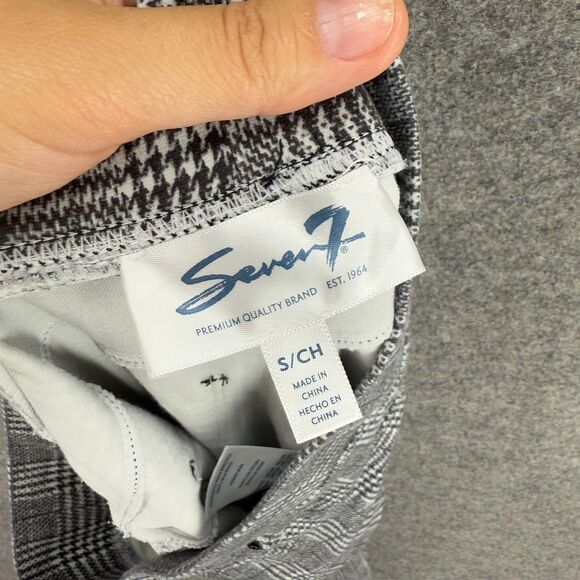 Seven7®
PREMIUM QUALITY BRAND EST. 1964
S/CH
MADE IN
CHINA
HECHO EN
CHINA